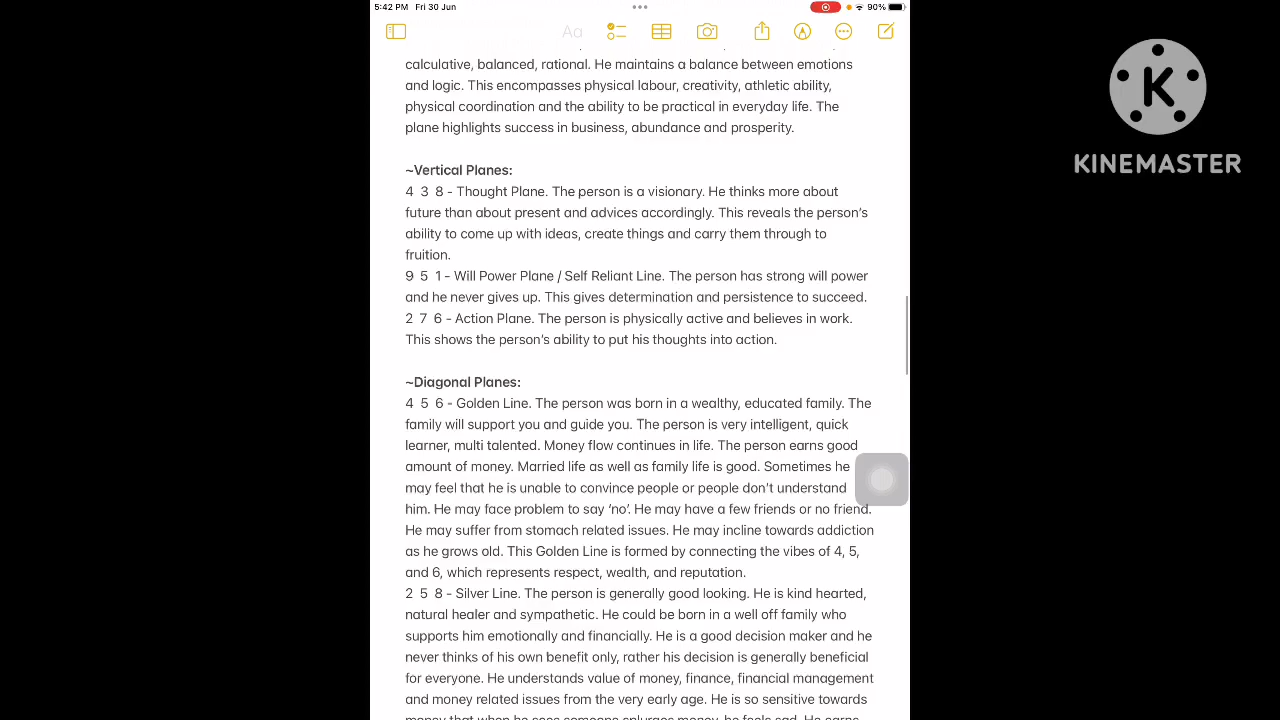 5:42 PM Fri 30 Jun
90%
Aa
calculative, balanced, rational. He maintains a balance between emotions
and logic. This encompasses physical labour, creativity, athletic ability,
physical coordination and the ability to be practical in everyday life. The
plane highlights success in business, abundance and prosperity.
~Vertical Planes:
4 3 8 - Thought Plane. The person is a visionary. He thinks more about
future than about present and advices accordingly. This reveals the person's
ability to come up with ideas, create things and carry them through to
fruition.
9 5 1 - Will Power Plane / Self Reliant Line. The person has strong will power
and he never gives up. This gives determination and persistence to succeed.
2 7 6 - Action Plane. The person is physically active and believes in work.
This shows the person's ability to put his thoughts into action.
~Diagonal Planes:
4 5 6 - Golden Line. The person was born in a wealthy, educated family. The
family will support you and guide you. The person is very intelligent, quick
learner, multi talented. Money flow continues in life. The person earns good
amount of money. Married life as well as family life is good. Sometimes he
may feel that he is unable to convince people or people don't understand
him. He may face problem to say 'no'. He may have a few friends or no friend.
He may suffer from stomach related issues. He may incline towards addiction
as he grows old. This Golden Line is formed by connecting the vibes of 4, 5,
and 6, which represents respect, wealth, and reputation.
2 5 8 - Silver Line. The person is generally good looking. He is kind hearted,
natural healer and sympathetic. He could be born in a well off family who
supports him emotionally and financially. He is a good decision maker and he
never thinks of his own benefit only, rather his decision is generally beneficial
for everyone. He understands value of money, finance, financial management
and money related issues from the very early age. He is so sensitive towards
money that when he sees someone splurges money, he feels sad. He earns
K
KINEMASTER